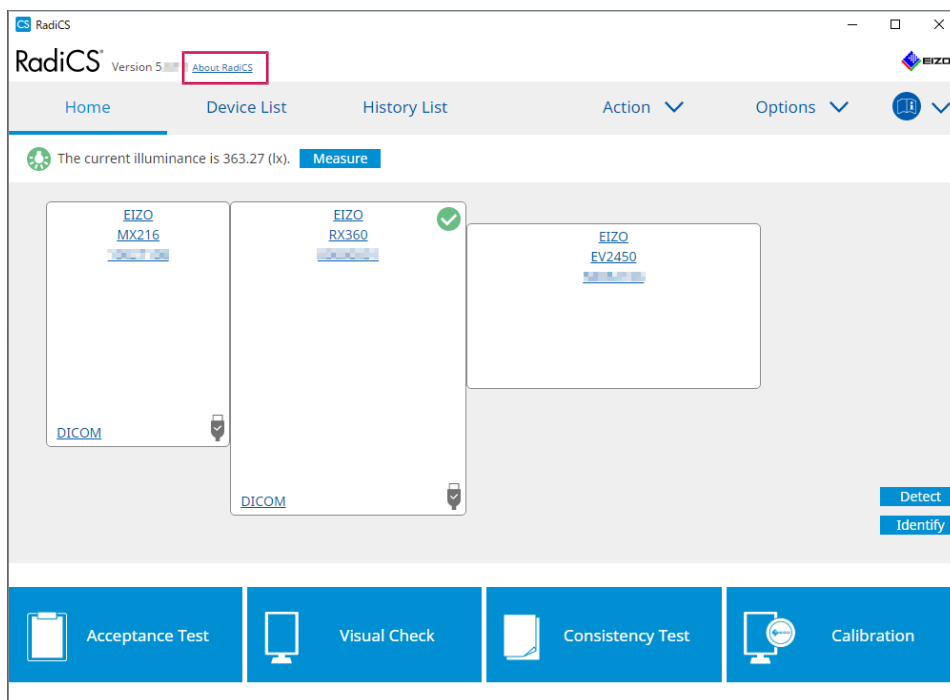 CS RadiCS
RadiCS® Version 5. About RadiCS
EIZO
Home Device List History List Action Options
The current illuminance is 363.27 (lx). Measure
EIZO
MX216
DICOM
EIZO
RX360
DICOM
EIZO
EV2450
Detect
Identify
Acceptance Test Visual Check Consistency Test Calibration